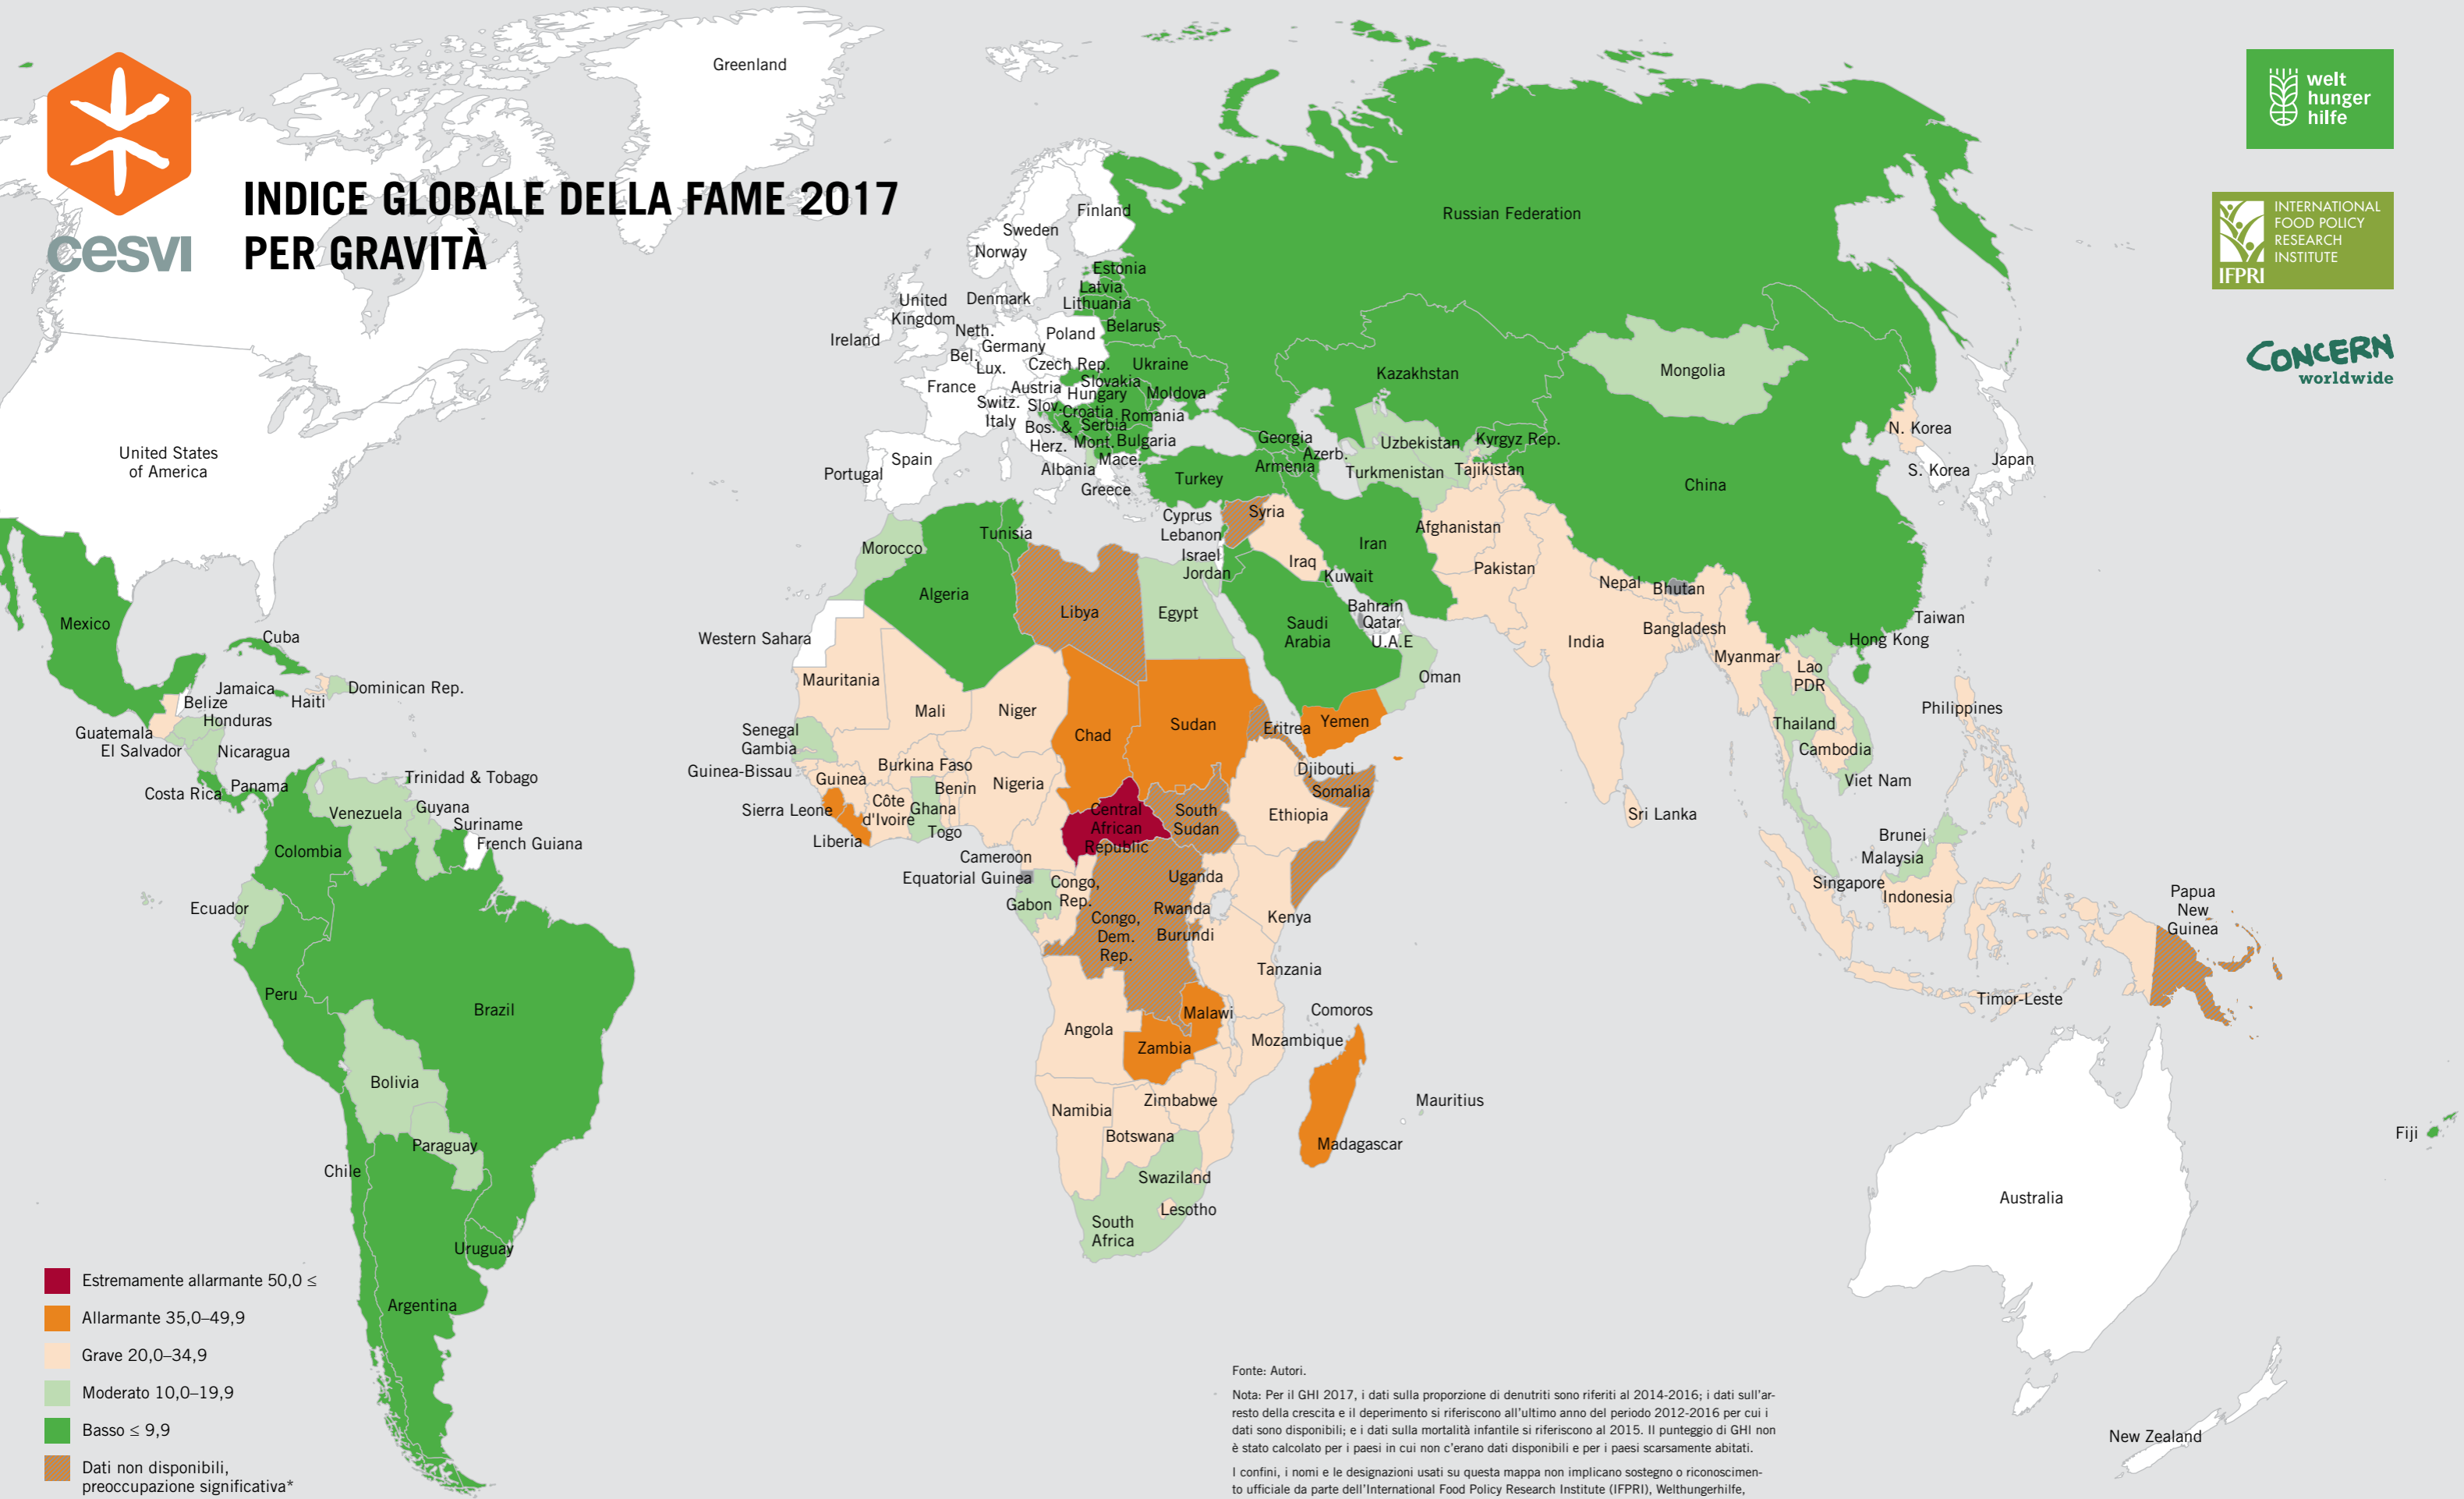 INDICE GLOBALE DELLA FAME 2017
PER GRAVITÀ
cesvi
welt
hunger
hilfe
INTERNATIONAL
FOOD POLICY
RESEARCH
INSTITUTE
IFPRI
CONCERN
worldwide
Greenland
Finland
Sweden
Norway
Russian Federation
Estonia
Latvia
Lithuania
United
Kingdom
Denmark
Ireland
Neth.
Poland
Belarus
Germany
Bel.
Lux.
Czech Rep.
Ukraine
Slovakia
France
Austria
Hungary
Moldova
Switz.
Slov.
Croatia
Romania
Italy
Bos. &
Herz.
Serbia
Mont.
Bulgaria
Mace.
Albania
Greece
Spain
Portugal
Kazakhstan
Mongolia
Georgia
Azerb.
Armenia
Uzbekistan
Kyrgyz Rep.
Turkmenistan
Tajikistan
Turkey
N. Korea
S. Korea
Japan
China
United States
of America
Cyprus
Lebanon
Israel
Jordan
Syria
Iraq
Iran
Afghanistan
Pakistan
Kuwait
Bahrain
Qatar
U.A.E
Saudi
Arabia
Oman
Yemen
Nepal
Bhutan
Bangladesh
India
Myanmar
Lao
PDR
Taiwan
Hong Kong
Thailand
Cambodia
Viet Nam
Philippines
Sri Lanka
Brunei
Malaysia
Singapore
Indonesia
Timor-Leste
Papua
New
Guinea
Tunisia
Morocco
Algeria
Libya
Egypt
Western Sahara
Mauritania
Mali
Niger
Chad
Sudan
Eritrea
Djibouti
Somalia
Ethiopia
Senegal
Gambia
Guinea-Bissau
Guinea
Sierra Leone
Liberia
Côte
d'Ivoire
Burkina Faso
Ghana
Benin
Togo
Nigeria
Cameroon
Equatorial Guinea
Gabon
Congo,
Rep.
Central
African
Republic
South
Sudan
Uganda
Rwanda
Burundi
Kenya
Congo,
Dem.
Rep.
Tanzania
Angola
Zambia
Malawi
Mozambique
Comoros
Madagascar
Mauritius
Namibia
Zimbabwe
Botswana
Swaziland
Lesotho
South
Africa
Mexico
Cuba
Jamaica
Haiti
Dominican Rep.
Belize
Honduras
Guatemala
El Salvador
Nicaragua
Costa Rica
Panama
Trinidad & Tobago
Venezuela
Guyana
Suriname
French Guiana
Colombia
Ecuador
Peru
Brazil
Bolivia
Paraguay
Chile
Uruguay
Argentina
Australia
New Zealand
Fiji
Estremamente allarmante 50,0 ≤
Allarmante 35,0–49,9
Grave 20,0–34,9
Moderato 10,0–19,9
Basso ≤ 9,9
Dati non disponibili,
preoccupazione significativa*
Fonte: Autori.
Nota: Per il GHI 2017, i dati sulla proporzione di denutriti sono riferiti al 2014-2016; i dati sull'ar-
resto della crescita e il deperimento si riferiscono all'ultimo anno del periodo 2012-2016 per cui i
dati sono disponibili; e i dati sulla mortalità infantile si riferiscono al 2015. Il punteggio di GHI non
è stato calcolato per i paesi in cui non c'erano dati disponibili e per i paesi scarsamente abitati.
I confini, i nomi e le designazioni usati su questa mappa non implicano sostegno o riconoscimen-
to ufficiale da parte dell'International Food Policy Research Institute (IFPRI), Welthungerhilfe,